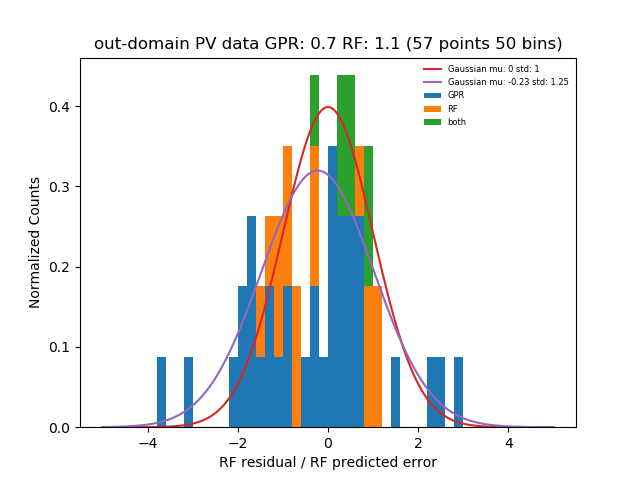 out-domain PV data GPR: 0.7 RF: 1.1 (57 points 50 bins)
Gaussian mu: 0 std: 1
Gaussian mu: -0.23 std: 1.25
GPR
RF
both
Normalized Counts
0.4
0.3
0.2
0.1
0.0
−4 −2 0 2 4
RF residual / RF predicted error